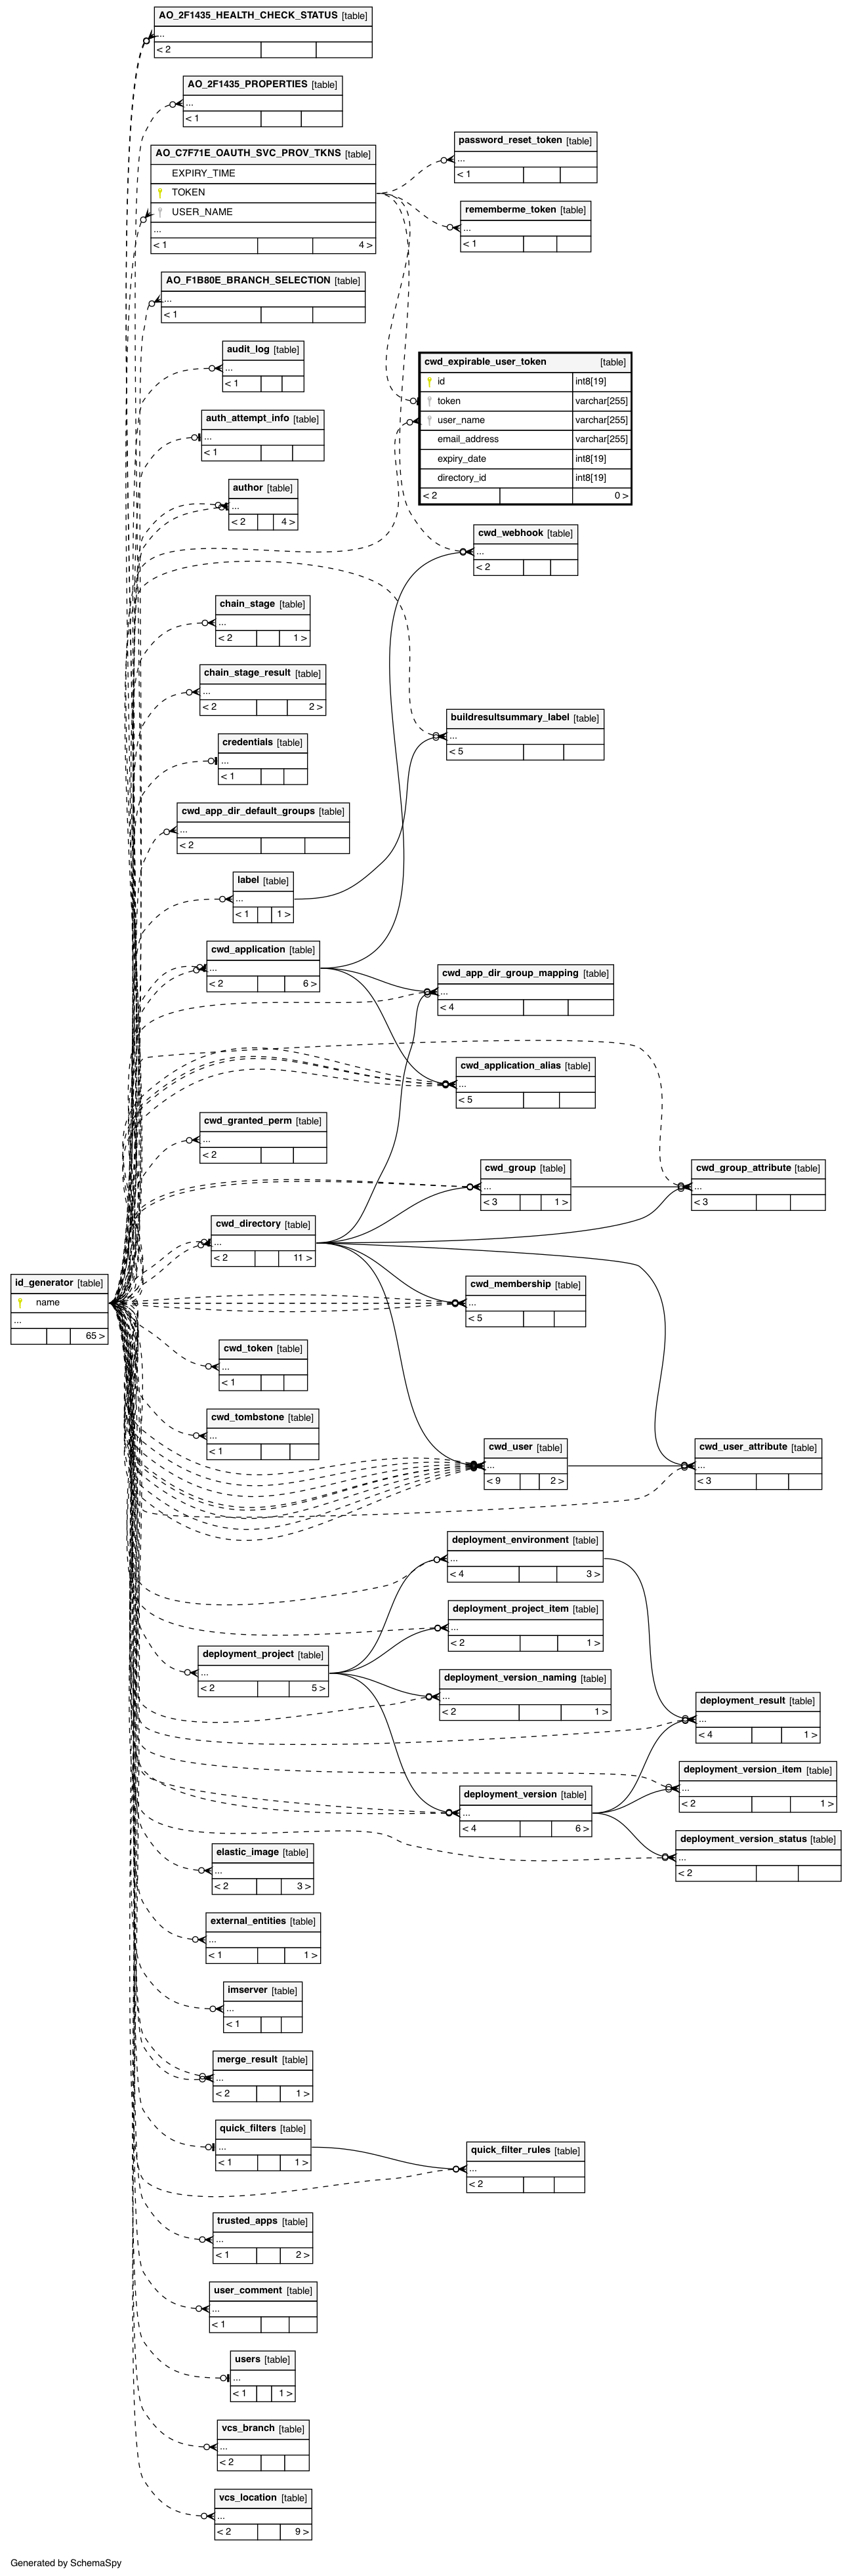 AO_2F1435_HEALTH_CHECK_STATUS [table]
...
< 2
AO_2F1435_PROPERTIES [table]
...
< 1
AO_C7F71E_OAUTH_SVC_PROV_TKNS [table]
EXPIRY_TIME
TOKEN
USER_NAME
...
< 1 4 >
password_reset_token [table]
...
< 1
rememberme_token [table]
...
< 1
AO_F1B80E_BRANCH_SELECTION [table]
...
< 1
audit_log [table]
...
< 1
cwd_expirable_user_token [table]
id int8[19]
token varchar[255]
user_name varchar[255]
email_address varchar[255]
expiry_date int8[19]
directory_id int8[19]
< 2 0 >
auth_attempt_info [table]
...
< 1
author [table]
...
< 2 4 >
cwd_webhook [table]
...
< 2
chain_stage [table]
...
< 2 1 >
chain_stage_result [table]
...
< 2 2 >
buildresultsummary_label [table]
...
< 5
credentials [table]
...
< 1
cwd_app_dir_default_groups [table]
...
< 2
label [table]
...
< 1 1 >
cwd_application [table]
...
< 2 6 >
cwd_app_dir_group_mapping [table]
...
< 4
cwd_application_alias [table]
...
< 5
cwd_granted_perm [table]
...
< 2
cwd_group [table]
...
< 3 1 >
cwd_group_attribute [table]
...
< 3
cwd_directory [table]
...
< 2 11 >
id_generator [table]
name
...
65 >
cwd_membership [table]
...
< 5
cwd_token [table]
...
< 1
cwd_tombstone [table]
...
< 1
cwd_user [table]
...
< 9 2 >
cwd_user_attribute [table]
...
< 3
deployment_environment [table]
...
< 4 3 >
deployment_project_item [table]
...
< 2 1 >
deployment_project [table]
...
< 2 5 >
deployment_version_naming [table]
...
< 2 1 >
deployment_result [table]
...
< 4 1 >
deployment_version_item [table]
...
< 2 1 >
deployment_version [table]
...
< 4 6 >
deployment_version_status [table]
...
< 2
elastic_image [table]
...
< 2 3 >
external_entities [table]
...
< 1 1 >
imserver [table]
...
< 1
merge_result [table]
...
< 2 1 >
quick_filters [table]
...
< 1 1 >
quick_filter_rules [table]
...
< 2
trusted_apps [table]
...
< 1 2 >
user_comment [table]
...
< 1
users [table]
...
< 1 1 >
vcs_branch [table]
...
< 2
vcs_location [table]
...
< 2 9 >
Generated by SchemaSpy